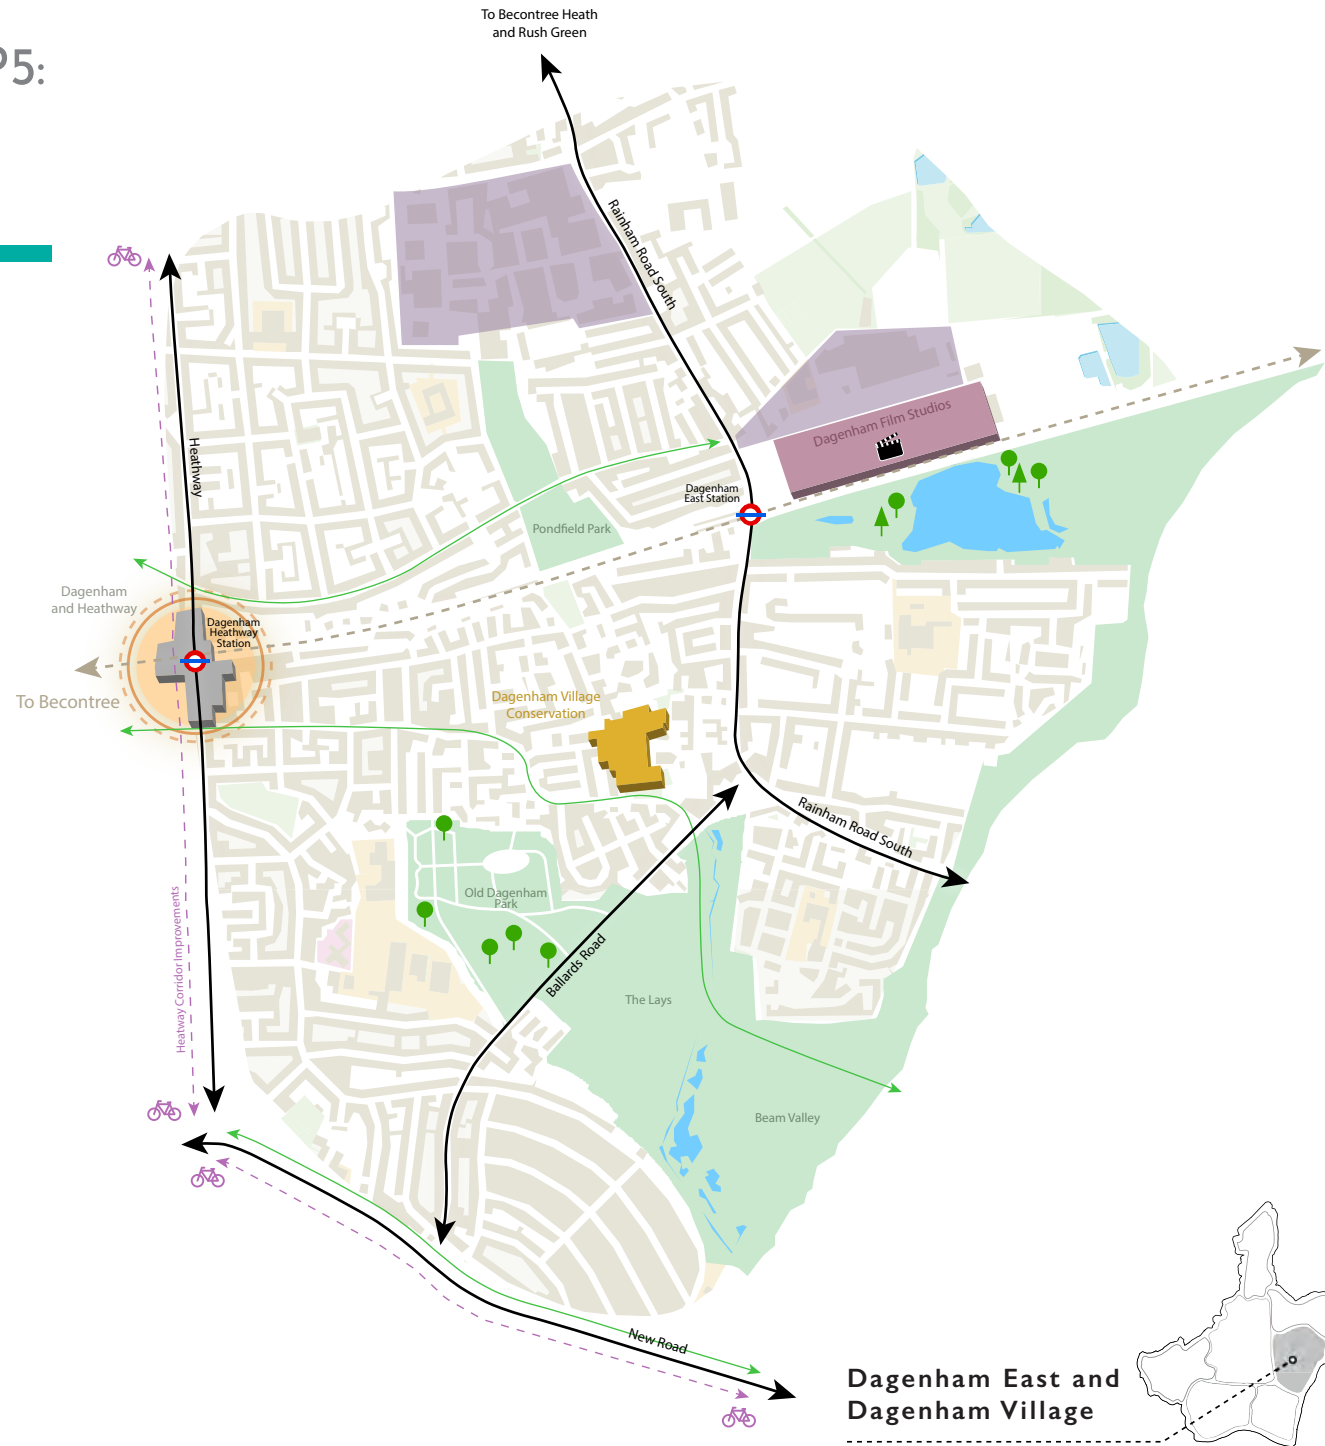 P5:
To Becontree Heath
and Rush Green
Rainham Road South
Heathway
Dagenham Film Studios
Dagenham
East Station
Pondfield Park
Dagenham
and Heathway
Dagenham
Heathway
Station
To Becontree
Dagenham Village
Conservation
Rainham Road South
Old Dagenham
Park
Ballards Road
The Lays
Heatway Corridor Improvements
Beam Valley
New Road
Dagenham East and
Dagenham Village